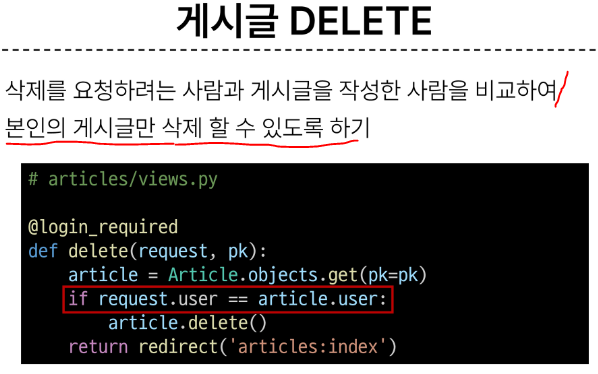 게시글 DELETE
삭제를 요청하려는 사람과 게시글을 작성한 사람을 비교하여
본인의 게시글만 삭제 할 수 있도록 하기
# articles/views.py
@login_required
def delete(request, pk):
    article = Article.objects.get(pk=pk)
    if request.user == article.user:
        article.delete()
    return redirect('articles:index')